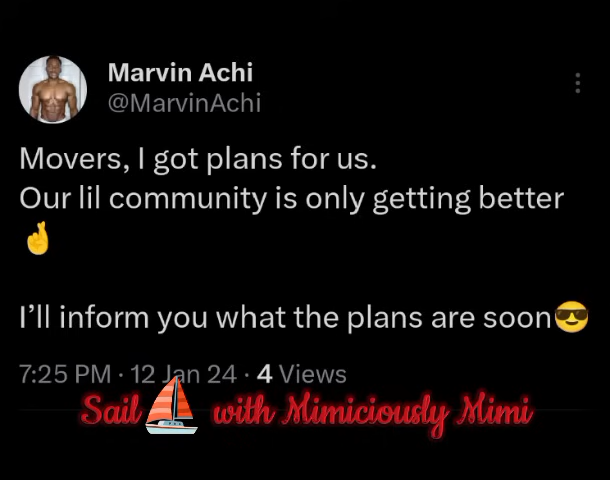 Marvin Achi
@MarvinAchi
Movers, I got plans for us.
Our lil community is only getting better
🤞
I'll inform you what the plans are soon😎
7:25 PM · 12 Jan 24 · 4 Views
Sail⛵ with Mimiciously Mimi